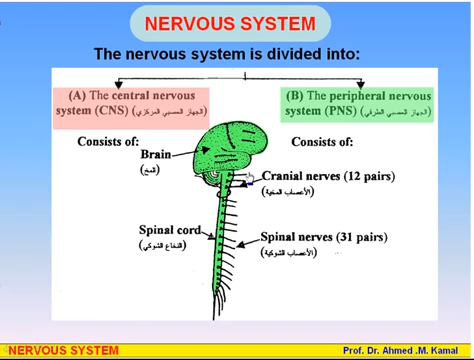 NERVOUS SYSTEM
The nervous system is divided into:
(A) The central nervous
system (CNS) (الجهاز العصبي المركزي)
(B) The peripheral nervous
system (PNS) (الجهاز العصبي الطرفي)
Consists of:
Consists of:
Brain
(المخ)
Cranial nerves (12 pairs)
(الأعصاب المخية)
Spinal cord
(النخاع الشوكي)
Spinal nerves (31 pairs)
(الأعصاب الشوكية)
NERVOUS SYSTEM
Prof. Dr. Ahmed .M. Kamal